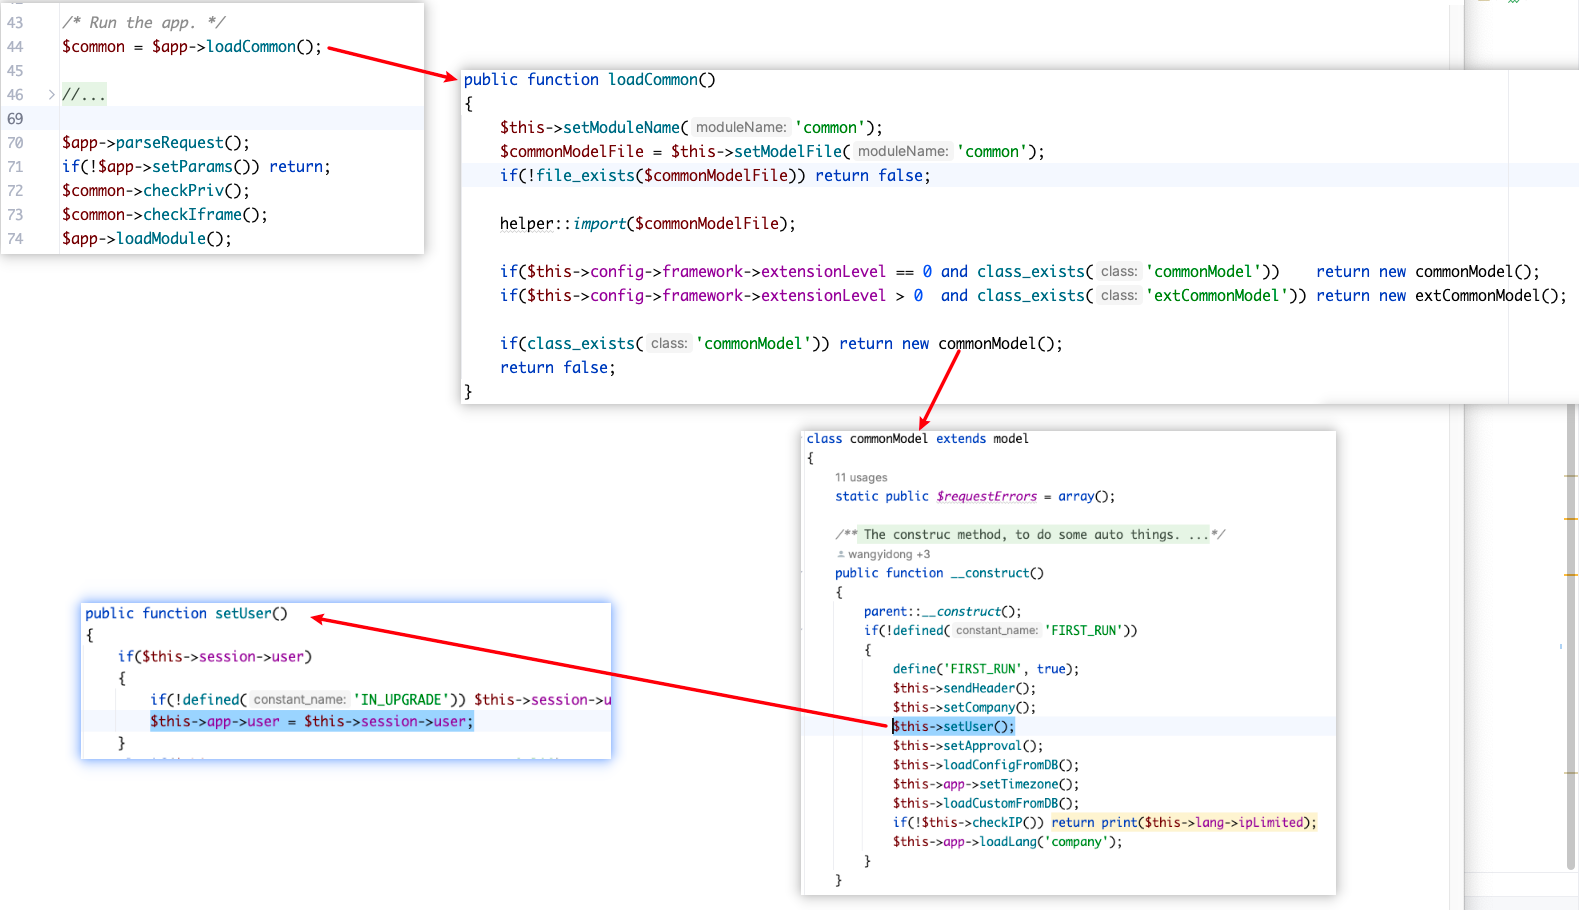 43 /* Run the app. */
44 $common = $app->loadCommon();
45
46 //...
69
70 $app->parseRequest();
71 if(!$app->setParams()) return;
72 $common->checkPriv();
73 $common->checkIframe();
74 $app->loadModule();
public function loadCommon()
{
$this->setModuleName( moduleName: 'common');
$commonModelFile = $this->setModelFile( moduleName: 'common');
if(!file_exists($commonModelFile)) return false;
helper::import($commonModelFile);
if($this->config->framework->extensionLevel == 0 and class_exists( class: 'commonModel')) return new commonModel();
if($this->config->framework->extensionLevel > 0 and class_exists( class: 'extCommonModel')) return new extCommonModel();
if(class_exists( class: 'commonModel')) return new commonModel();
return false;
}
class commonModel extends model
{
11 usages
static public $requestErrors = array();
/** The construc method, to do some auto things. ...*/
wangyidong +3
public function __construct()
{
parent::__construct();
if(!defined( constant_name: 'FIRST_RUN'))
{
define('FIRST_RUN', true);
$this->sendHeader();
$this->setCompany();
$this->setUser();
$this->setApproval();
$this->loadConfigFromDB();
$this->app->setTimezone();
$this->loadCustomFromDB();
if(!$this->checkIP()) return print($this->lang->ipLimited);
$this->app->loadLang('company');
}
}
public function setUser()
{
if($this->session->user)
{
if(!defined( constant_name: 'IN_UPGRADE')) $this->session->u
$this->app->user = $this->session->user;
}